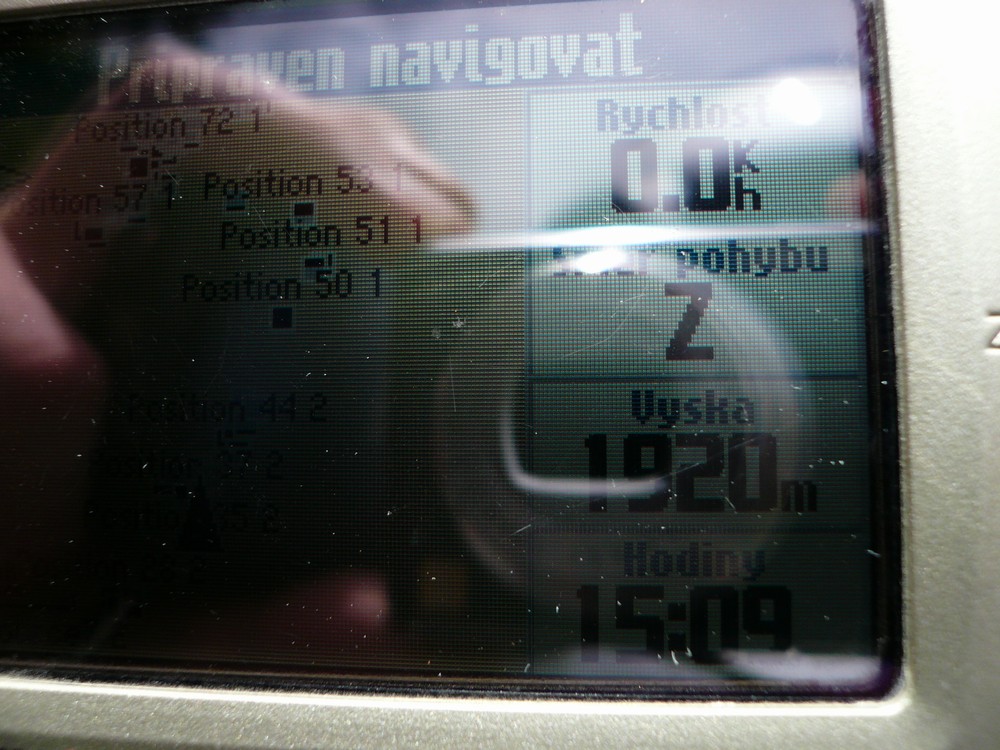 Pripraven navigovat
Position 72 1
Position 53 1
Position 57 1
Position 51 1
Position 50 1
Position 44 2
Rychlost
0.0 K h
pohybu
Z
Vyska
1920m
Hodiny
15:09